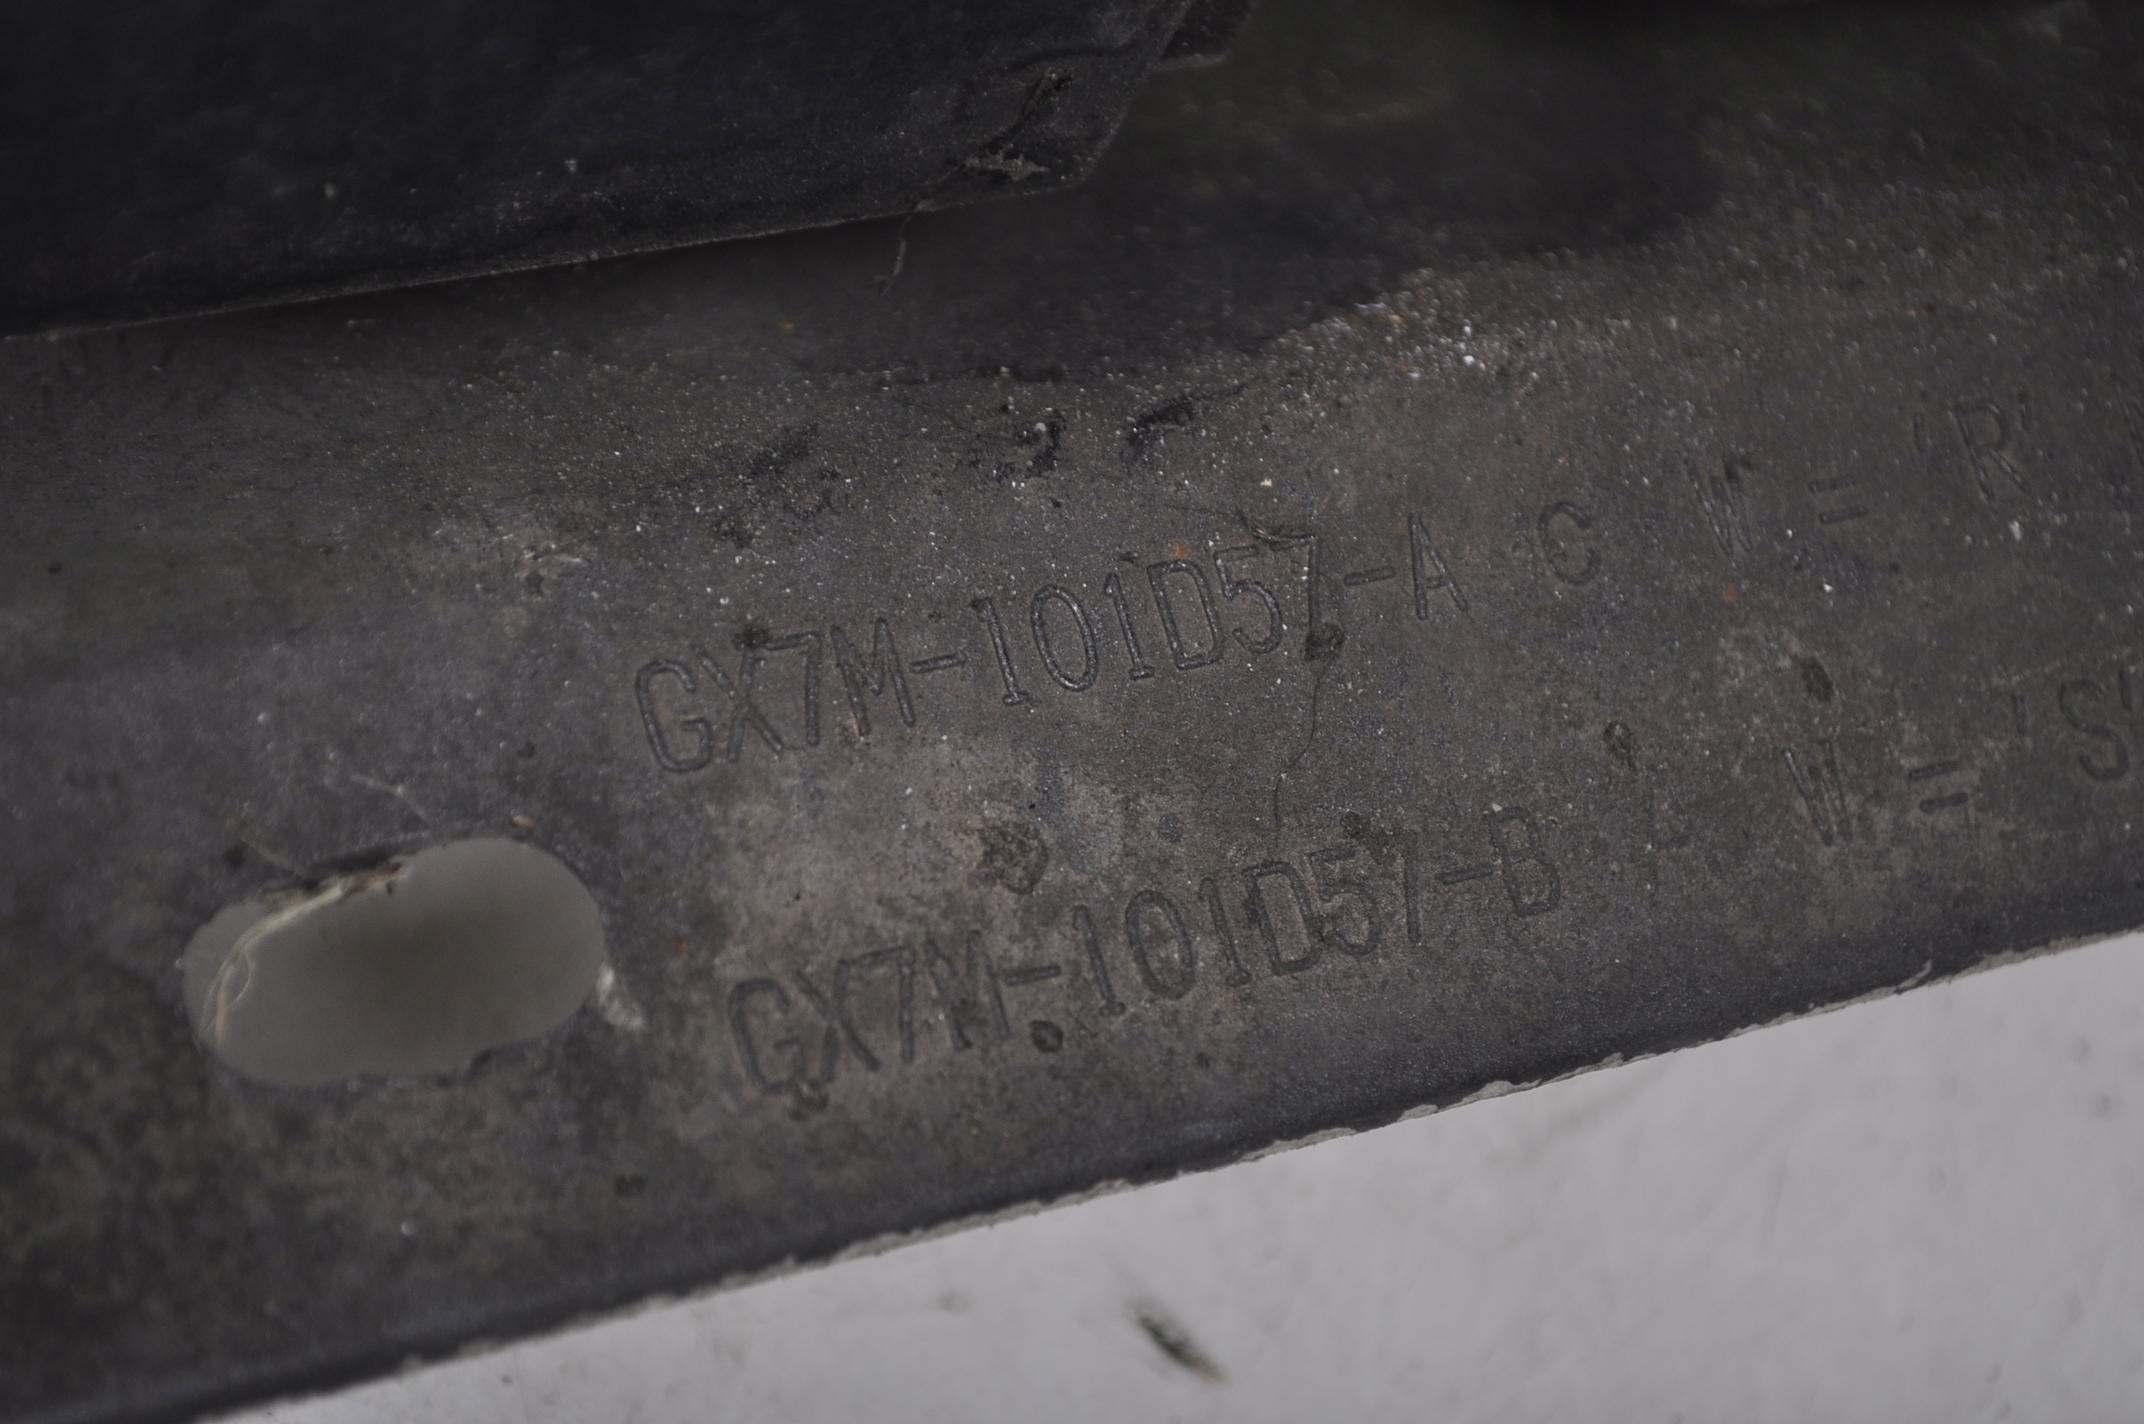 GX7M-101D57-A C W = 'R'
GX7M-101D57-B A W = 'S'